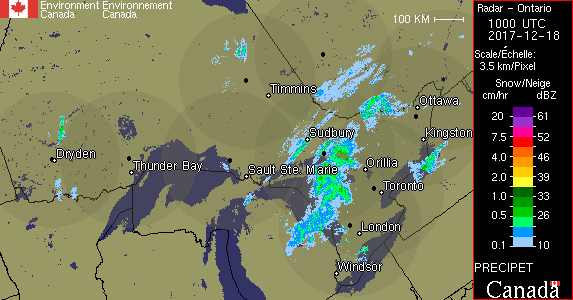 Environment Environnement
Canada Canada
100 KM
Timmins
Ottawa
Sudbury
Kingston
Dryden
Thunder Bay
Sault Ste. Marie
Orillia
Toronto
London
Windsor
Radar - Ontario
1000 UTC
2017-12-18
Scale/Échelle:
3.5 km/Pixel
Snow/Neige
cm/hr dBZ
20 61
7.5 52
4.0 46
2.0 39
1.0 33
0.5 26
0.1 10
PRECIPET
Canada